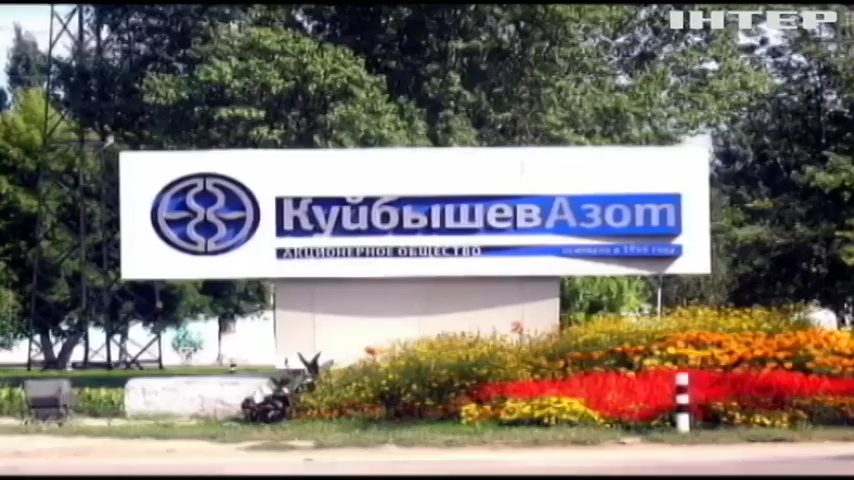 ІНТЕР
КуйбышевАзот
АКЦИОНЕРНОЕ ОБЩЕСТВО
основано в 1966 году